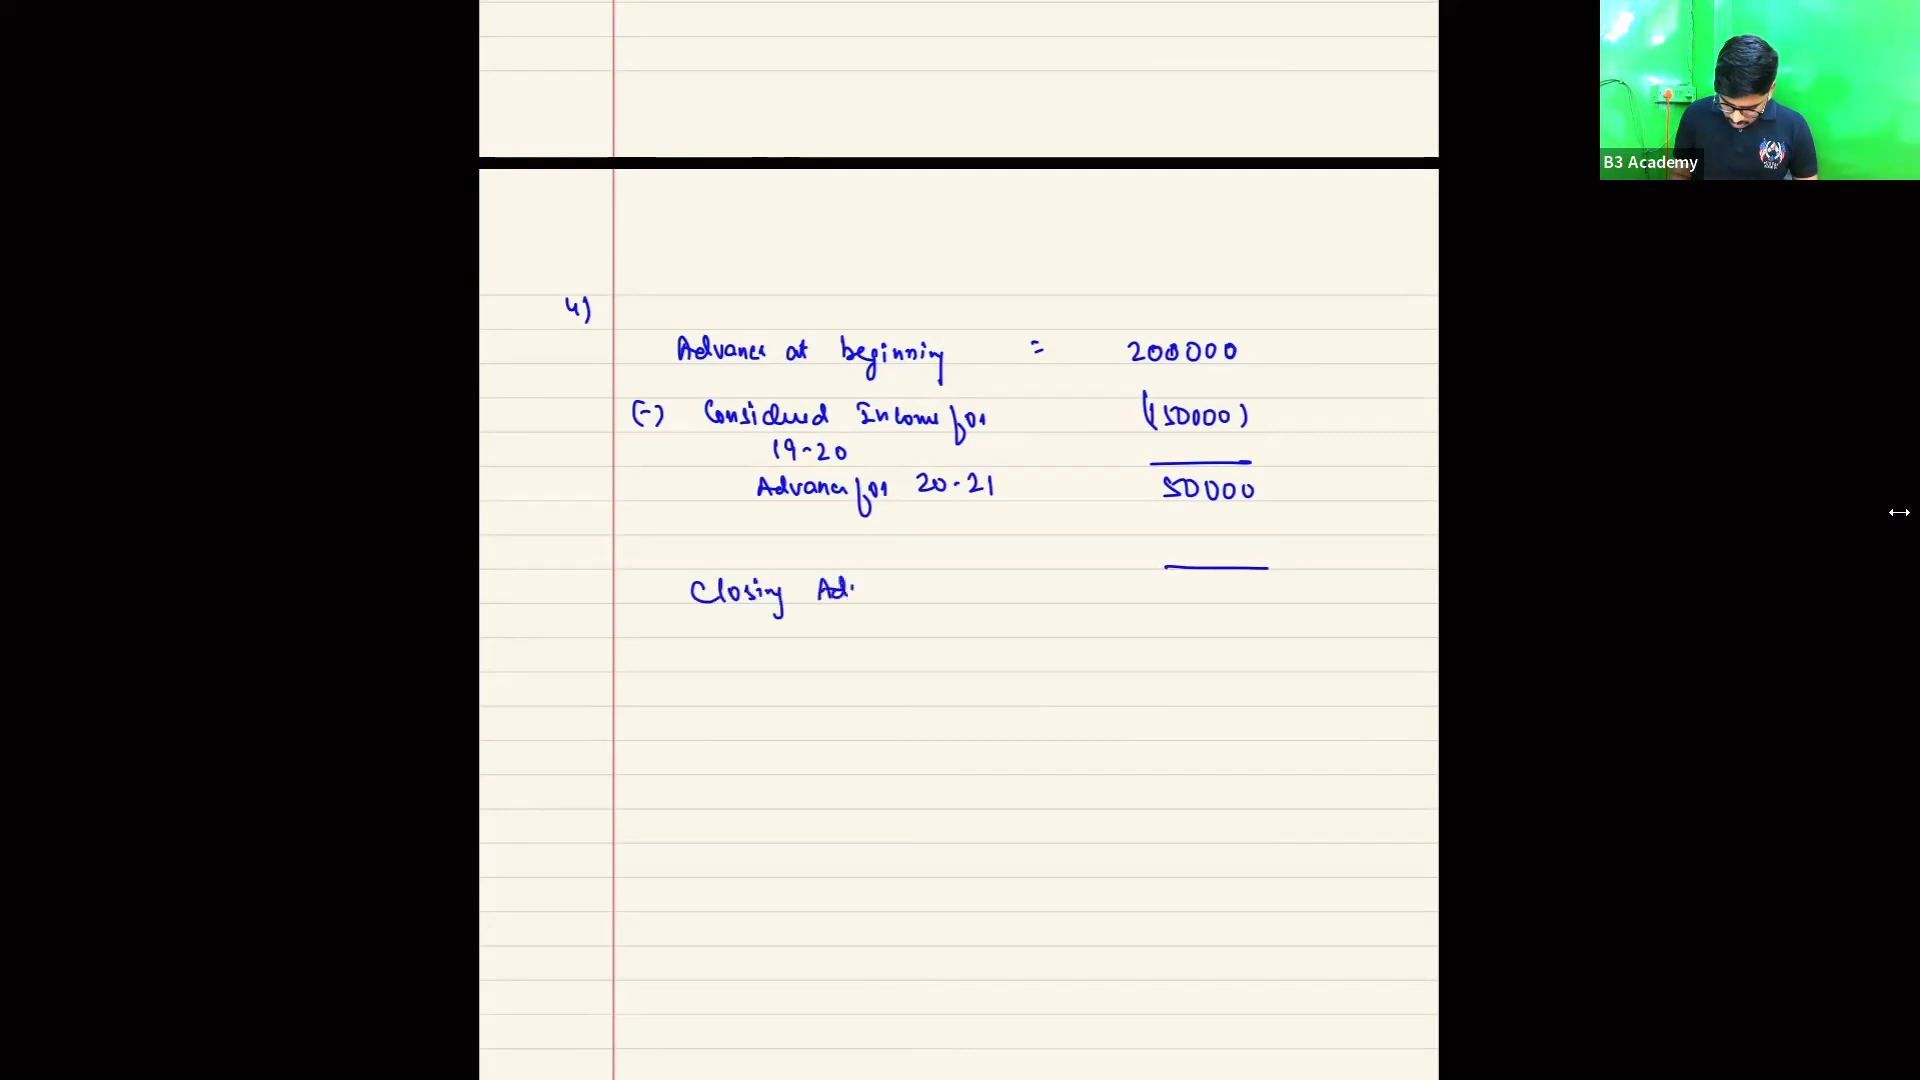 B3 Academy
4)
Advance at beginning = 200000
(-) Considered Income for (150000)
19-20
Advance for 20-21 50000
Closing Ad